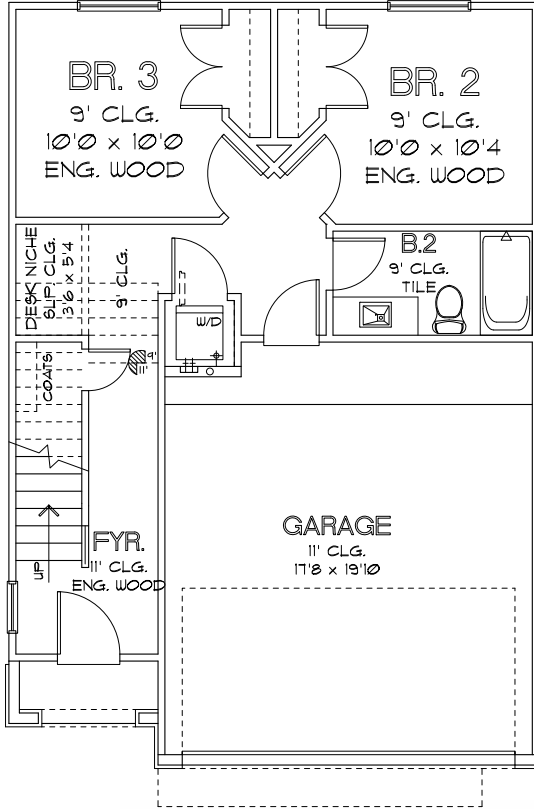 BR. 3
9' CLG.
10'0 x 10'0
ENG. WOOD
BR. 2
9' CLG.
10'0 x 10'4
ENG. WOOD
DESK NICHE
SLP. CLG.
3'6 x 5'4
9' CLG.
B.2
9' CLG.
TILE
W/D
COATS
9'
11'
UP
FYR.
11' CLG.
ENG. WOOD
GARAGE
11' CLG.
17'8 x 19'10